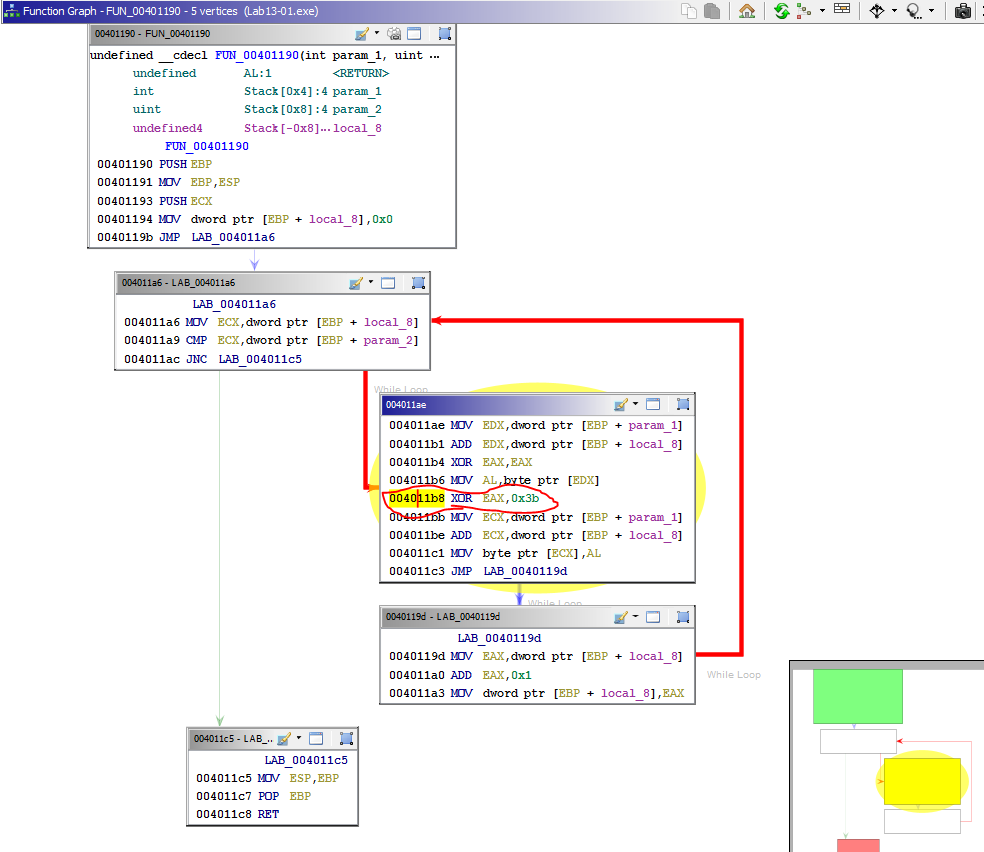 Function Graph - FUN_00401190 - 5 vertices  (Lab13-01.exe)
00401190 - FUN_00401190
undefined __cdecl FUN_00401190(int param_1, uint ...
undefined AL:1 <RETURN>
int Stack[0x4]:4 param_1
uint Stack[0x8]:4 param_2
undefined4 Stack[-0x8]... local_8
FUN_00401190
00401190 PUSH EBP
00401191 MOV EBP,ESP
00401193 PUSH ECX
00401194 MOV dword ptr [EBP + local_8],0x0
0040119b JMP LAB_004011a6
004011a6 - LAB_004011a6
LAB_004011a6
004011a6 MOV ECX,dword ptr [EBP + local_8]
004011a9 CMP ECX,dword ptr [EBP + param_2]
004011ac JNC LAB_004011c5
While Loop
004011ae
004011ae MOV EDX,dword ptr [EBP + param_1]
004011b1 ADD EDX,dword ptr [EBP + local_8]
004011b4 XOR EAX,EAX
004011b6 MOV AL,byte ptr [EDX]
004011b8 XOR EAX,0x3b
004011bb MOV ECX,dword ptr [EBP + param_1]
004011be ADD ECX,dword ptr [EBP + local_8]
004011c1 MOV byte ptr [ECX],AL
004011c3 JMP LAB_0040119d
While Loop
0040119d - LAB_0040119d
LAB_0040119d
0040119d MOV EAX,dword ptr [EBP + local_8]
004011a0 ADD EAX,0x1
004011a3 MOV dword ptr [EBP + local_8],EAX
While Loop
004011c5 - LAB_...
LAB_004011c5
004011c5 MOV ESP,EBP
004011c7 POP EBP
004011c8 RET